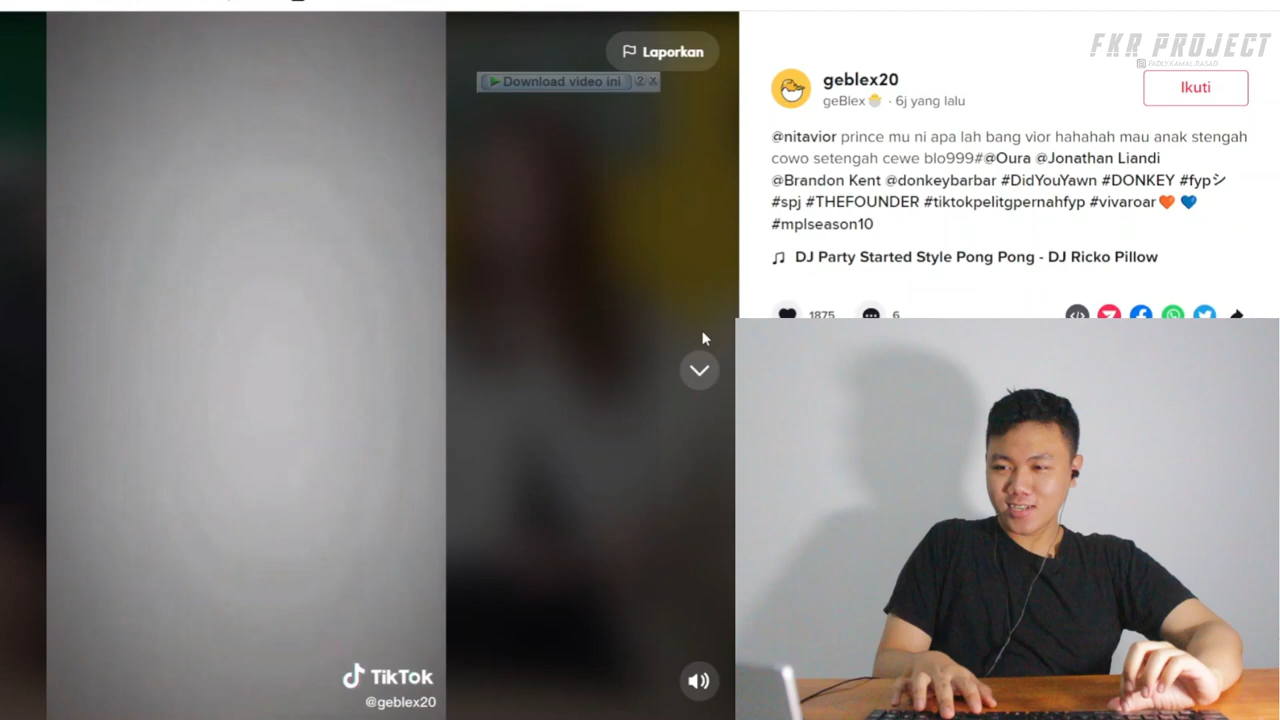 FKR PROJECT
FADLY.KAMAL.RASAD
Laporkan
Download video ini
geblex20
geBlex · 6j yang lalu
Ikuti
@nitavior prince mu ni apa lah bang vior hahahah mau anak stengah
cowo setengah cewe blo999#@Oura @Jonathan Liandi
@Brandon Kent @donkeybarbar #DidYouYawn #DONKEY #fypシ
#spj #THEFOUNDER #tiktokpelitgpernahfyp #vivaroar🧡 💙
#mplseason10
DJ Party Started Style Pong Pong - DJ Ricko Pillow
1875
6
TikTok
@geblex20